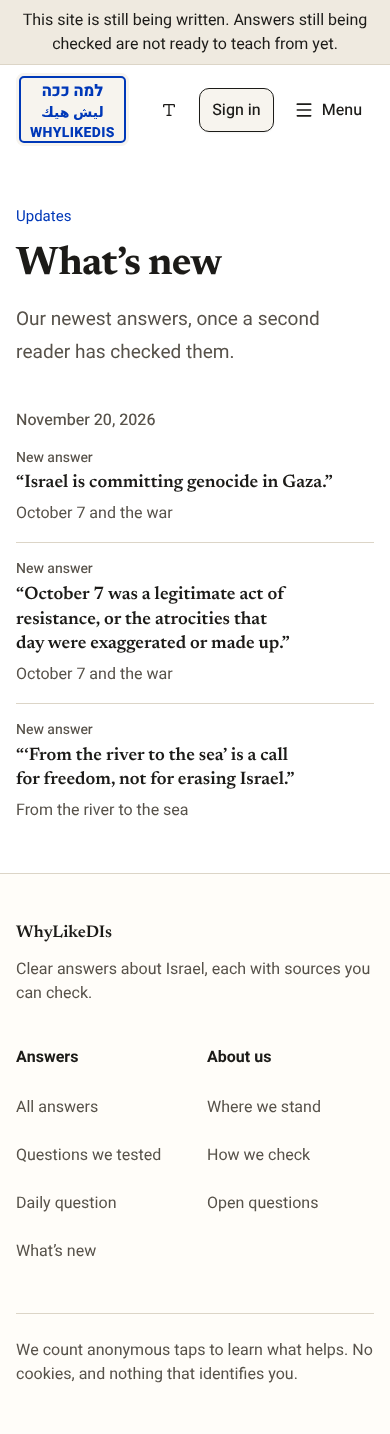 This site is still being written. Answers still being
checked are not ready to teach from yet.
למה ככה
ليش هيك
WHYLIKEDIS
T
Sign in
Menu
Updates
What’s new
Our newest answers, once a second
reader has checked them.
November 20, 2026
New answer
“Israel is committing genocide in Gaza.”
October 7 and the war
New answer
“October 7 was a legitimate act of
resistance, or the atrocities that
day were exaggerated or made up.”
October 7 and the war
New answer
“‘From the river to the sea’ is a call
for freedom, not for erasing Israel.”
From the river to the sea
WhyLikeDIs
Clear answers about Israel, each with sources you
can check.
Answers
About us
All answers
Where we stand
Questions we tested
How we check
Daily question
Open questions
What’s new
We count anonymous taps to learn what helps. No
cookies, and nothing that identifies you.